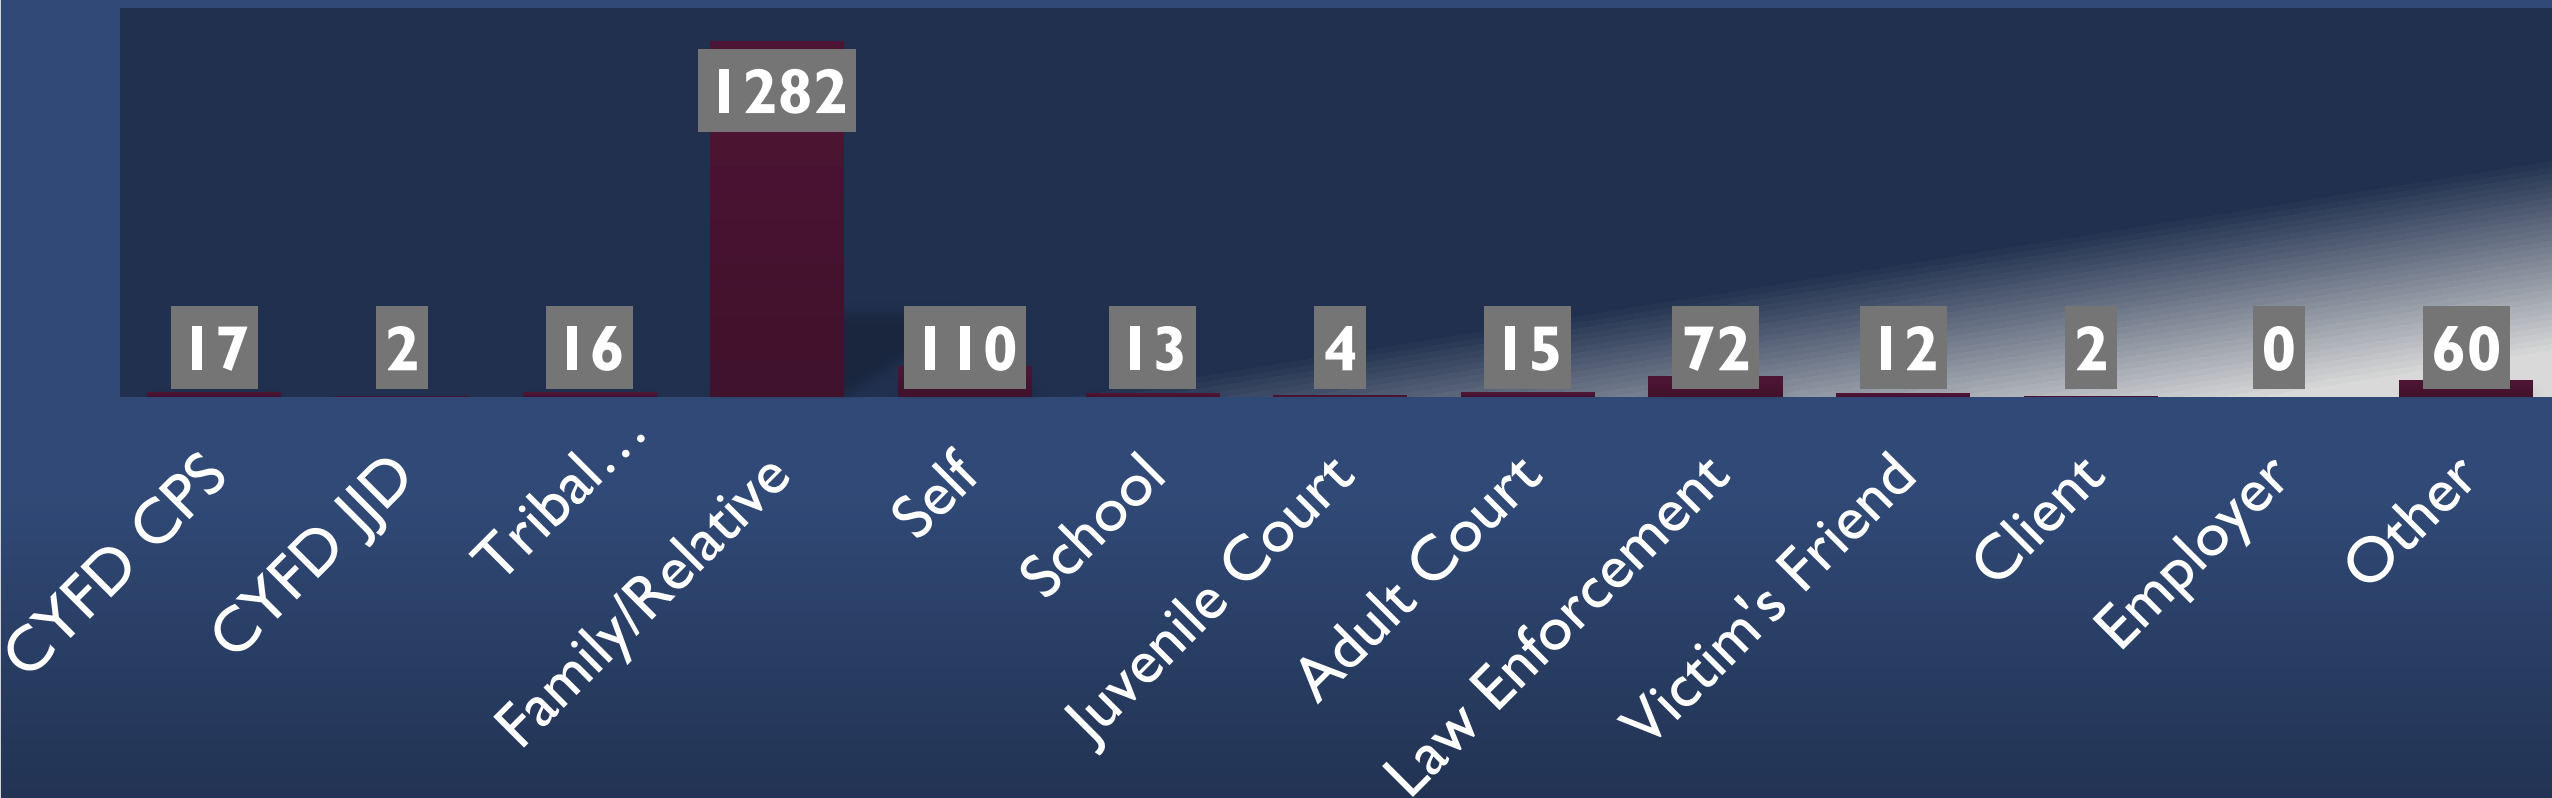 1282
17
2
16
110
13
4
15
72
12
2
0
60
CYFD CPS
CYFD JJD
Tribal...
Family/Relative
Self
School
Juvenile Court
Adult Court
Law Enforcement
Victim's Friend
Client
Employer
Other